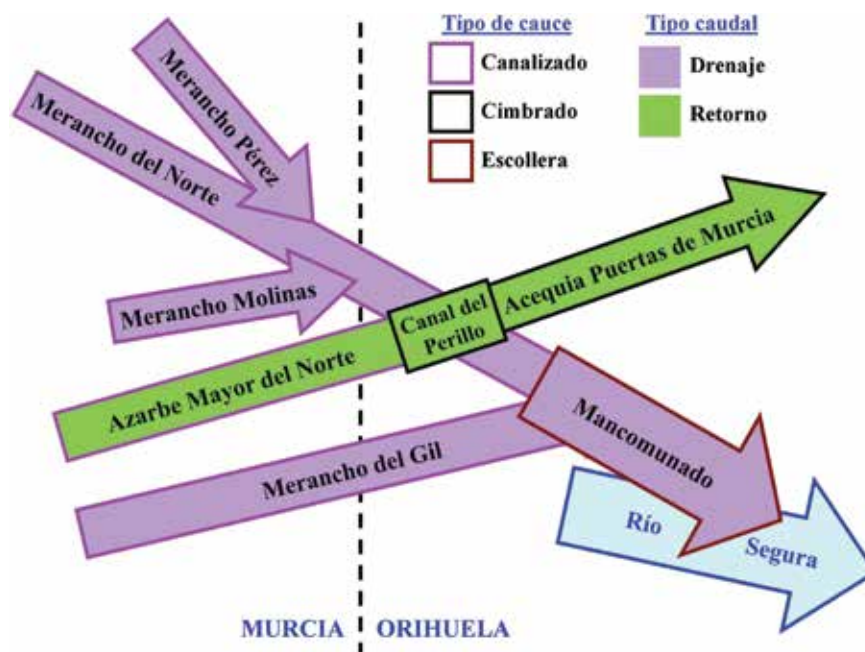 Tipo de cauce
Canalizado
Cimbrado
Escollera
Tipo caudal
Drenaje
Retorno
Merancho Pérez
Merancho del Norte
Merancho Molinas
Azarbe Mayor del Norte
Canal del
Perillo
Acequia Puertas de Murcia
Merancho del Gil
Mancomunado
Río Segura
MURCIA
ORIHUELA